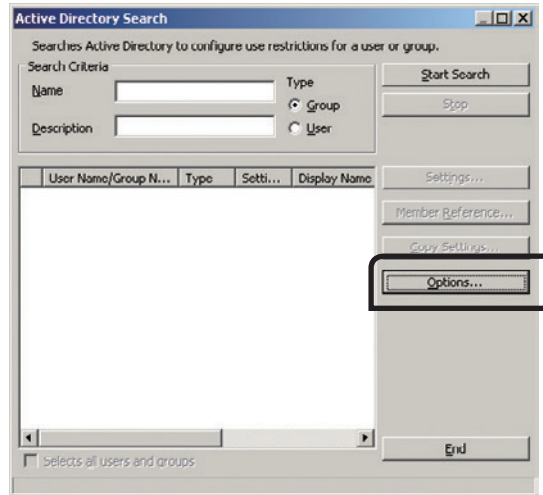 Active Directory Search
Searches Active Directory to configure use restrictions for a user or group.
Search Criteria
Name
Description
Type
Group
User
Start Search
Stop
User Name/Group N... Type Setti... Display Name
Settings...
Member Reference...
Copy Settings...
Options...
End
Selects all users and groups